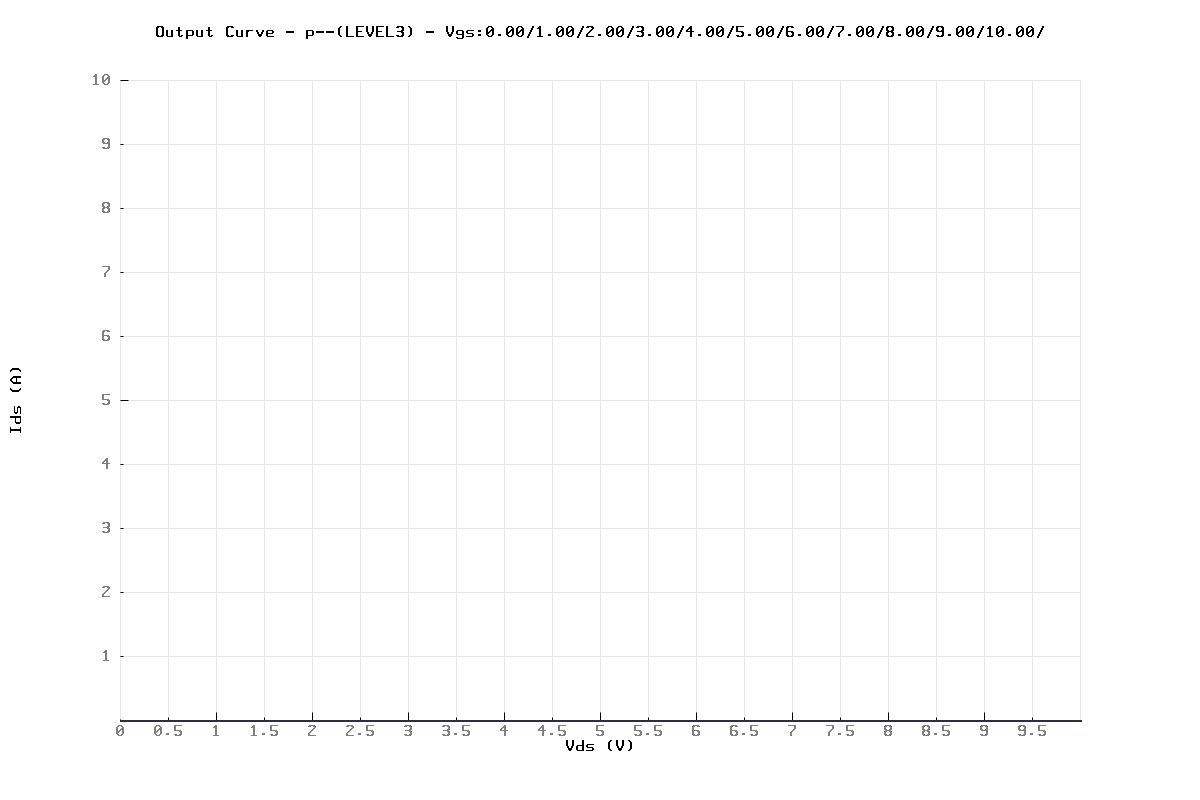 Output Curve - p--(LEVEL3) - Vgs:0.00/1.00/2.00/3.00/4.00/5.00/6.00/7.00/8.00/9.00/10.00/
10
9
8
7
6
5
4
3
2
1
Ids (A)
0 0.5 1 1.5 2 2.5 3 3.5 4 4.5 5 5.5 6 6.5 7 7.5 8 8.5 9 9.5
Vds (V)